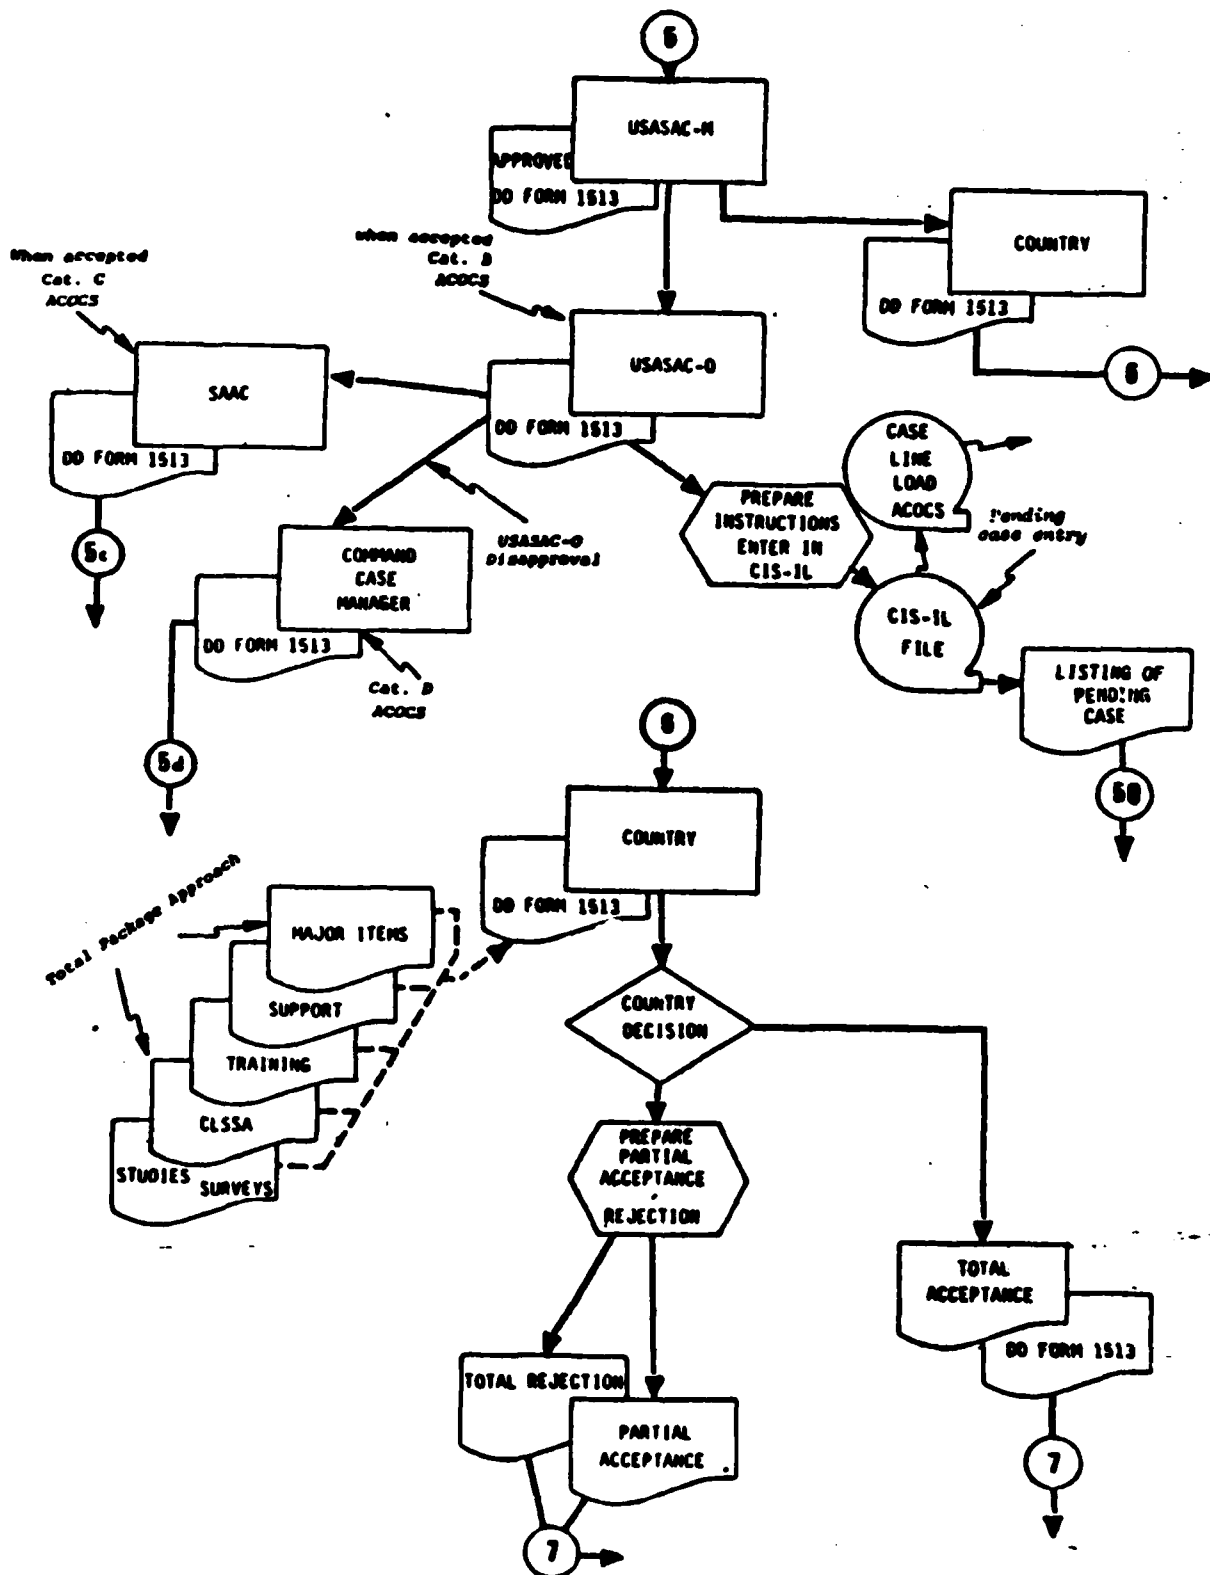 5
USASAC-M
APPROVED
DD FORM 1513
COUNTRY
DD FORM 1513
6
When accepted
Cat. D
ACOCS
When accepted
Cat. C
ACOCS
USASAC-O
DD FORM 1513
SAAC
DD FORM 1513
5c
CASE
LINE
LOAD
ACOCS
PREPARE
INSTRUCTIONS
ENTER IN
CIS-IL
Pending
case entry
USASAC-O
Disapproval
COMMAND
CASE
MANAGER
DD FORM 1513
Cat. D
ACOCS
5d
CIS-IL
FILE
LISTING OF
PENDING
CASE
6
COUNTRY
DD FORM 1513
Total Package Approach
MAJOR ITEMS
SUPPORT
TRAINING
CLSSA
STUDIES
SURVEYS
COUNTRY
DECISION
PREPARE
PARTIAL
ACCEPTANCE
REJECTION
TOTAL
ACCEPTANCE
DD FORM 1513
7
TOTAL REJECTION
PARTIAL
ACCEPTANCE
7